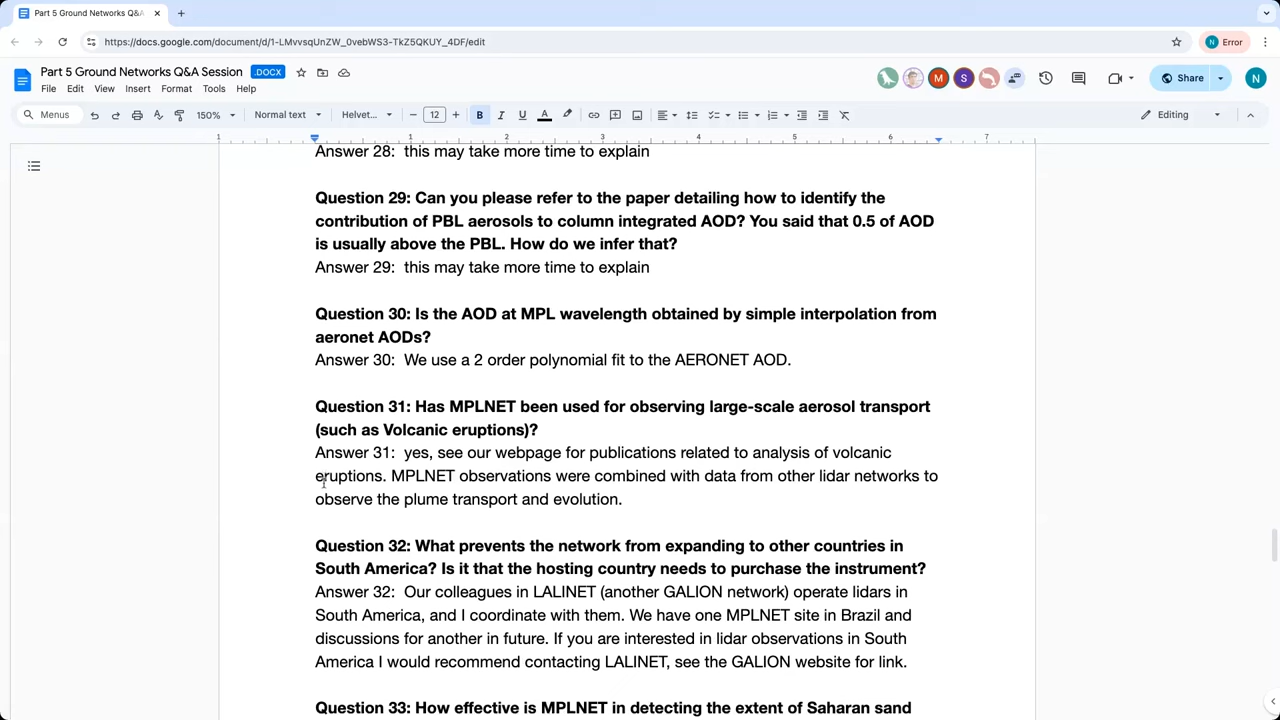 Part 5 Ground Networks Q&A
https://docs.google.com/document/d/1-LMvvsqUnZW_0vebWS3-TkZ5QKUY_4DF/edit
N Error
Part 5 Ground Networks Q&A Session .DOCX
File Edit View Insert Format Tools Help
M S Share N
Menus 150% Normal text Helvet... 12 B I U A Editing
1 1 2 3 4 5 6 7
Answer 28: this may take more time to explain
Question 29: Can you please refer to the paper detailing how to identify the
contribution of PBL aerosols to column integrated AOD? You said that 0.5 of AOD
is usually above the PBL. How do we infer that?
Answer 29: this may take more time to explain
Question 30: Is the AOD at MPL wavelength obtained by simple interpolation from
aeronet AODs?
Answer 30: We use a 2 order polynomial fit to the AERONET AOD.
Question 31: Has MPLNET been used for observing large-scale aerosol transport
(such as Volcanic eruptions)?
Answer 31: yes, see our webpage for publications related to analysis of volcanic
eruptions. MPLNET observations were combined with data from other lidar networks to
observe the plume transport and evolution.
Question 32: What prevents the network from expanding to other countries in
South America? Is it that the hosting country needs to purchase the instrument?
Answer 32: Our colleagues in LALINET (another GALION network) operate lidars in
South America, and I coordinate with them. We have one MPLNET site in Brazil and
discussions for another in future. If you are interested in lidar observations in South
America I would recommend contacting LALINET, see the GALION website for link.
Question 33: How effective is MPLNET in detecting the extent of Saharan sand